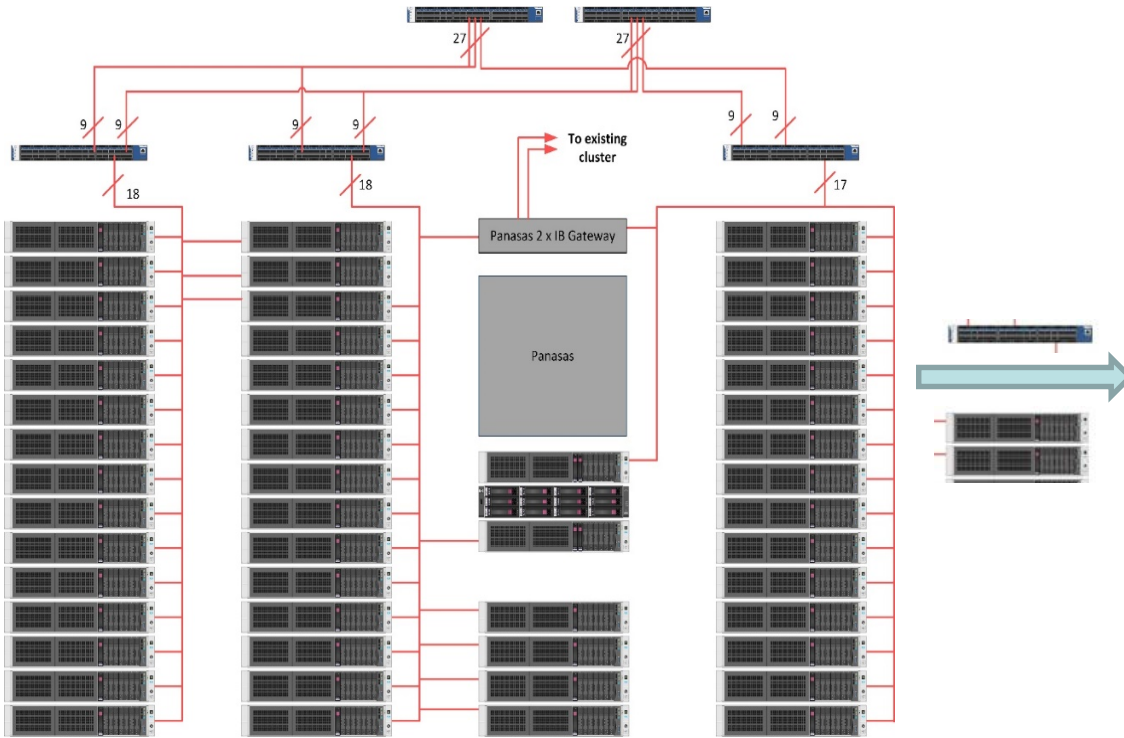 27
27
9
9
9
9
9
9
To existing
cluster
18
18
17
Panasas 2 x IB Gateway
Panasas